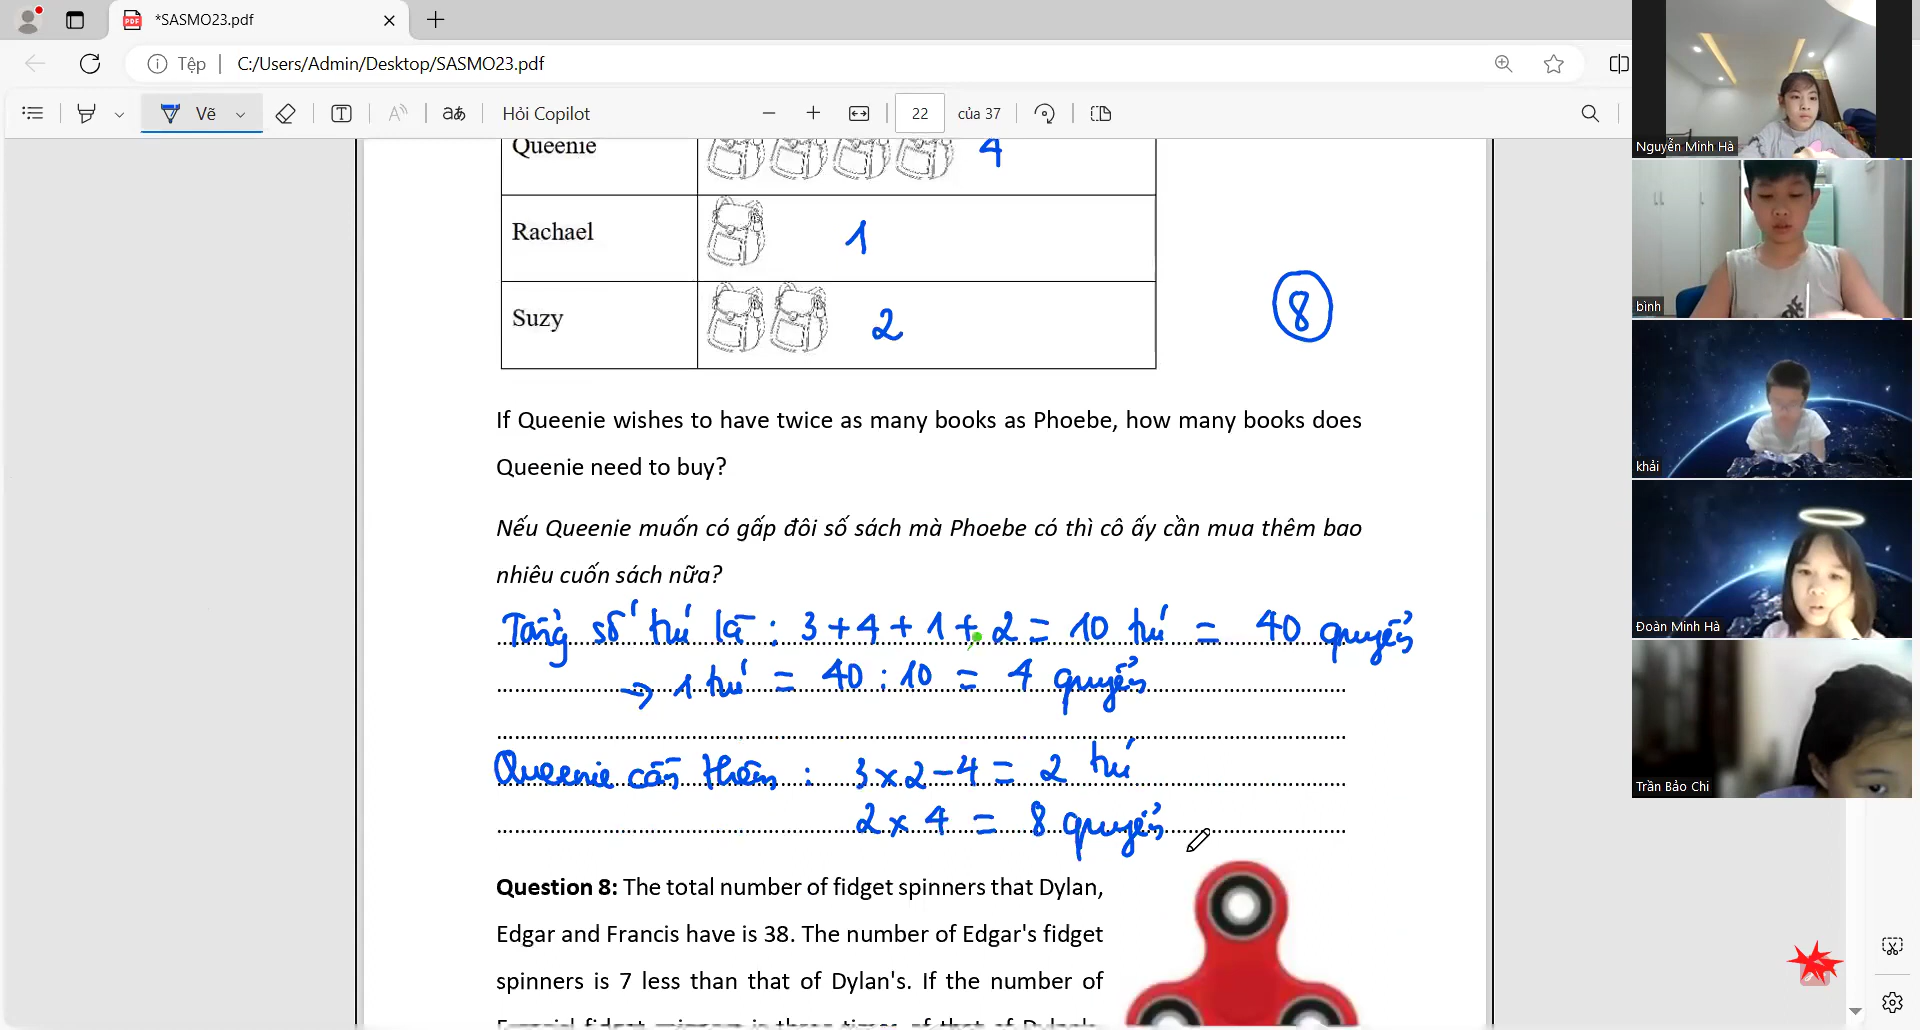 *SASMO23.pdf
Tệp
C:/Users/Admin/Desktop/SASMO23.pdf
Vẽ
Hỏi Copilot
22 của 37
Queenie 4
Rachael 1
Suzy 2
8
If Queenie wishes to have twice as many books as Phoebe, how many books does
Queenie need to buy?
Nếu Queenie muốn có gấp đôi số sách mà Phoebe có thì cô ấy cần mua thêm bao
nhiêu cuốn sách nữa?
Tổng số túi là : 3 + 4 + 1 + 2 = 10 túi = 40 quyển
→ 1 túi = 40 : 10 = 4 quyển
Queenie cần thêm : 3 x 2 - 4 = 2 túi
2 x 4 = 8 quyển
Question 8: The total number of fidget spinners that Dylan,
Edgar and Francis have is 38. The number of Edgar's fidget
spinners is 7 less than that of Dylan's. If the number of
Nguyễn Minh Hà
bình
khải
Đoàn Minh Hà
Trần Bảo Chi